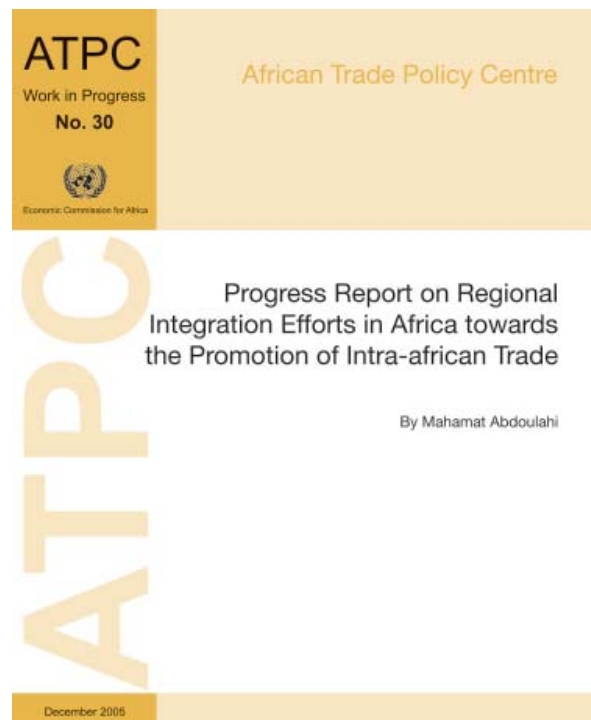 ATPC
Work in Progress
No. 30
Economic Commission for Africa
African Trade Policy Centre
ATPC
Progress Report on Regional
Integration Efforts in Africa towards
the Promotion of Intra-african Trade
By Mahamat Abdoulahi
December 2005